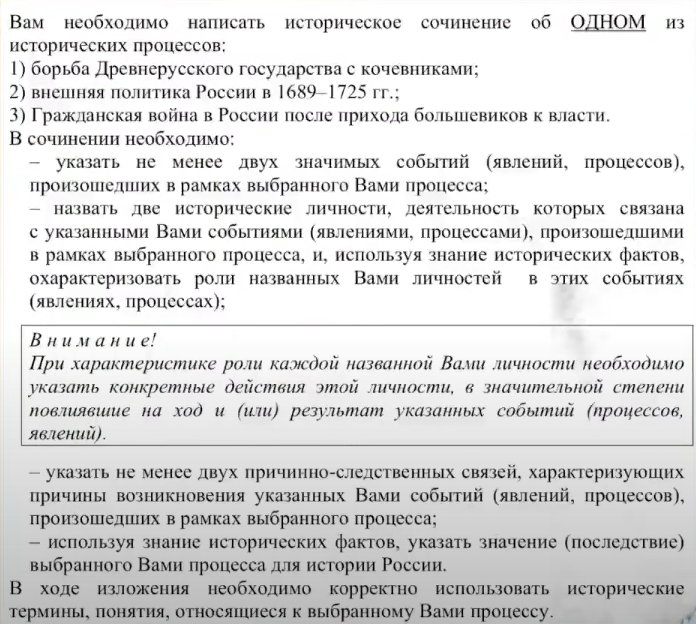 Вам необходимо написать историческое сочинение об ОДНОМ из
исторических процессов:
1) борьба Древнерусского государства с кочевниками;
2) внешняя политика России в 1689–1725 гг.;
3) Гражданская война в России после прихода большевиков к власти.
В сочинении необходимо:
– указать не менее двух значимых событий (явлений, процессов),
произошедших в рамках выбранного Вами процесса;
– назвать две исторические личности, деятельность которых связана
с указанными Вами событиями (явлениями, процессами), произошедшими
в рамках выбранного процесса, и, используя знание исторических фактов,
охарактеризовать роли названных Вами личностей в этих событиях
(явлениях, процессах);
Внимание!
При характеристике роли каждой названной Вами личности необходимо
указать конкретные действия этой личности, в значительной степени
повлиявшие на ход и (или) результат указанных событий (процессов,
явлений).
– указать не менее двух причинно-следственных связей, характеризующих
причины возникновения указанных Вами событий (явлений, процессов),
произошедших в рамках выбранного процесса;
– используя знание исторических фактов, указать значение (последствие)
выбранного Вами процесса для истории России.
В ходе изложения необходимо корректно использовать исторические
термины, понятия, относящиеся к выбранному Вами процессу.